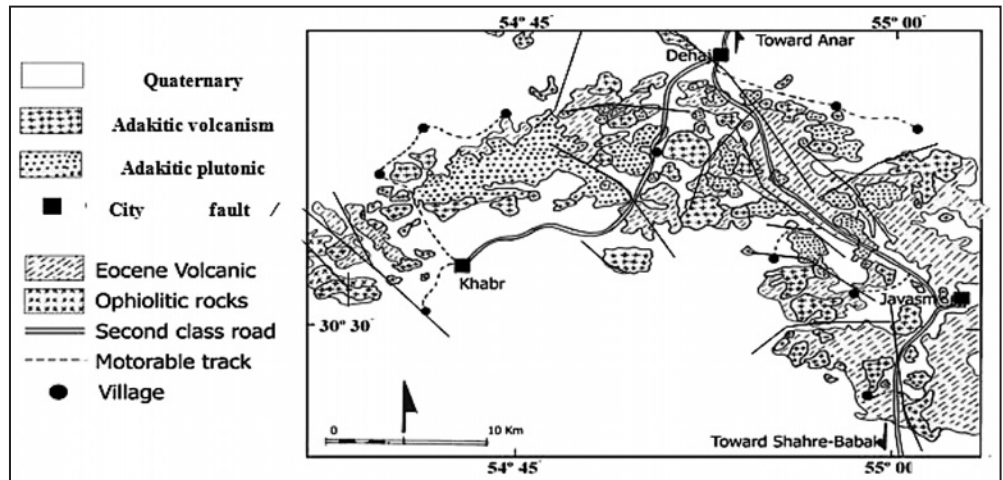 Quaternary
Adakitic volcanism
Adakitic plutonic
City fault /
Eocene Volcanic
Ophiolitic rocks
Second class road
Motorable track
Village
54° 45´ 55° 00´
Toward Anar
Dehaj
Khabr
Javasm
30° 30´
0 10 Km
Toward Shahre-Babak
54° 45´ 55° 00´